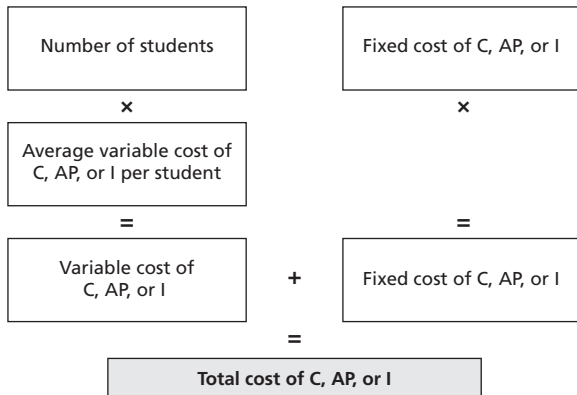 Number of students
Fixed cost of C, AP, or I
×
×
Average variable cost of
C, AP, or I per student
=
=
Variable cost of
C, AP, or I
+
Fixed cost of C, AP, or I
=
Total cost of C, AP, or I